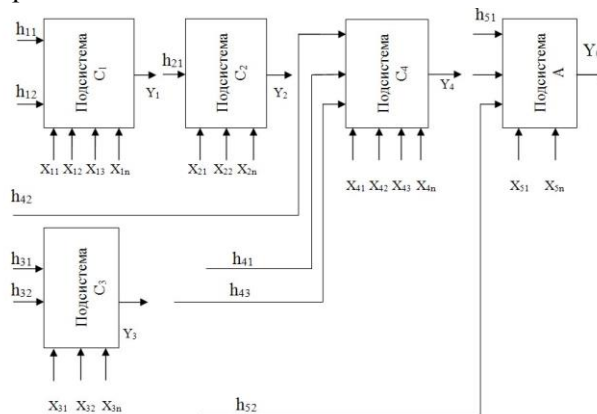 h11
h12
Подсистема
C1
Y1
X11 X12 X13 X1n
h21
Подсистема
C2
Y2
X21 X22 X2n
Подсистема
C4
Y4
X41 X42 X43 X4n
h51
Подсистема
A
X51 X5n
h42
h31
h32
Подсистема
C3
Y3
X31 X32 X3n
h41
h43
h52